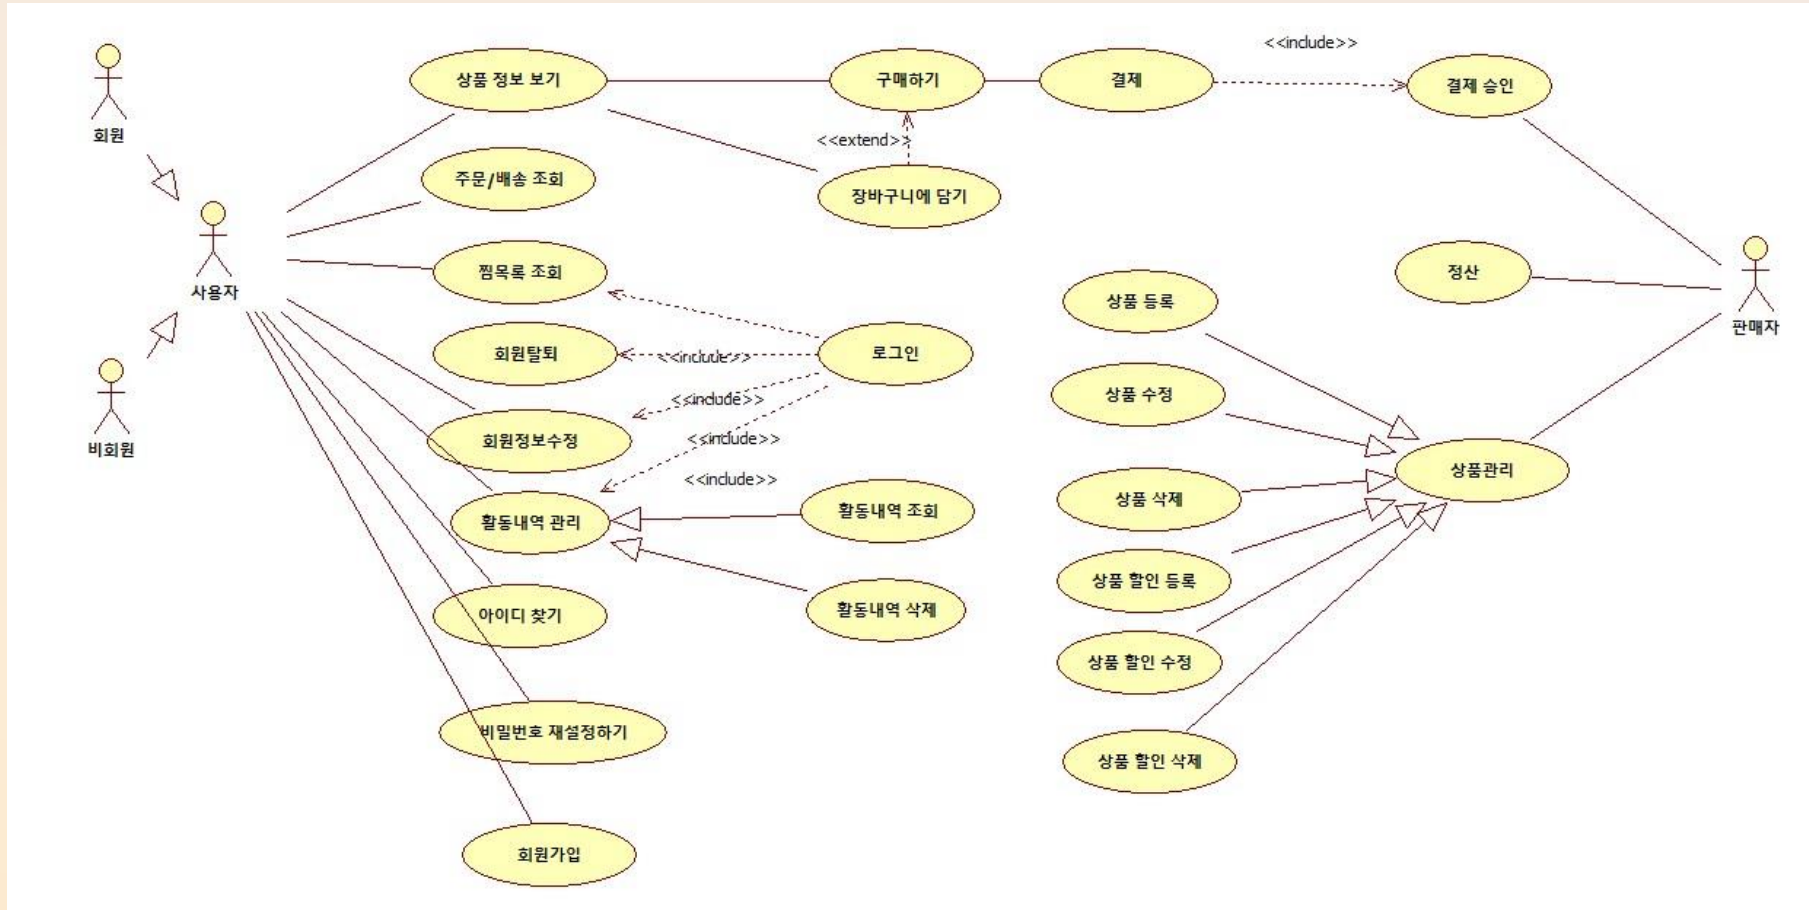 <<include>>
상품 정보 보기
구매하기
결제
결제 승인
회원
<<extend>>
주문/배송 조회
장바구니에 담기
찜목록 조회
정산
사용자
상품 등록
판매자
회원탈퇴
<<include>>
로그인
<<include>>
상품 수정
회원정보수정
<<include>>
비회원
상품관리
<<include>>
상품 삭제
활동내역 관리
활동내역 조회
상품 할인 등록
아이디 찾기
활동내역 삭제
상품 할인 수정
비밀번호 재설정하기
상품 할인 삭제
회원가입